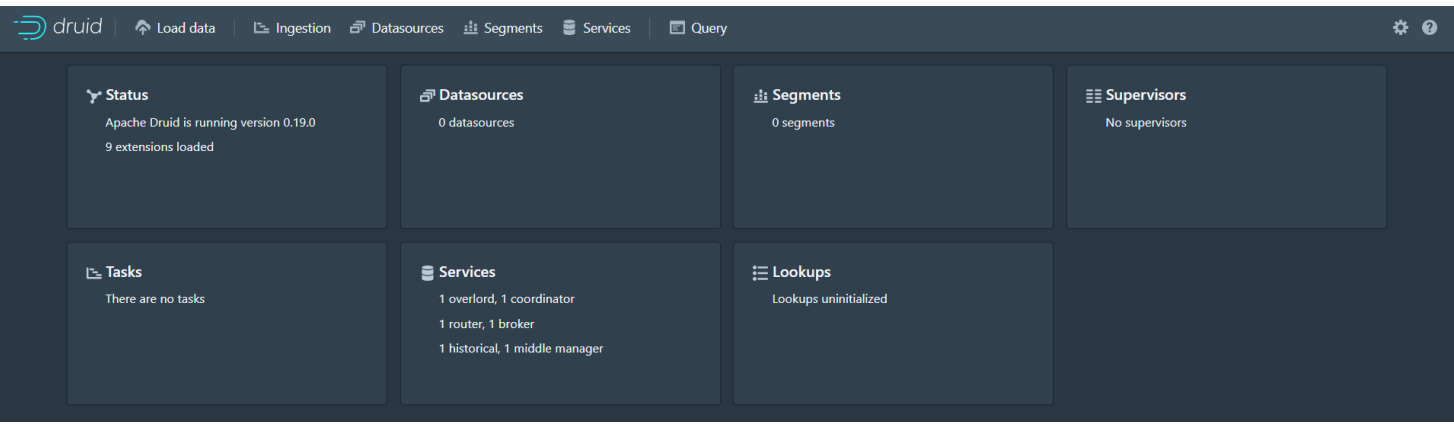 druid Load data Ingestion Datasources Segments Services Query
Status
Apache Druid is running version 0.19.0
9 extensions loaded
Datasources
0 datasources
Segments
0 segments
Supervisors
No supervisors
Tasks
There are no tasks
Services
1 overlord, 1 coordinator
1 router, 1 broker
1 historical, 1 middle manager
Lookups
Lookups uninitialized